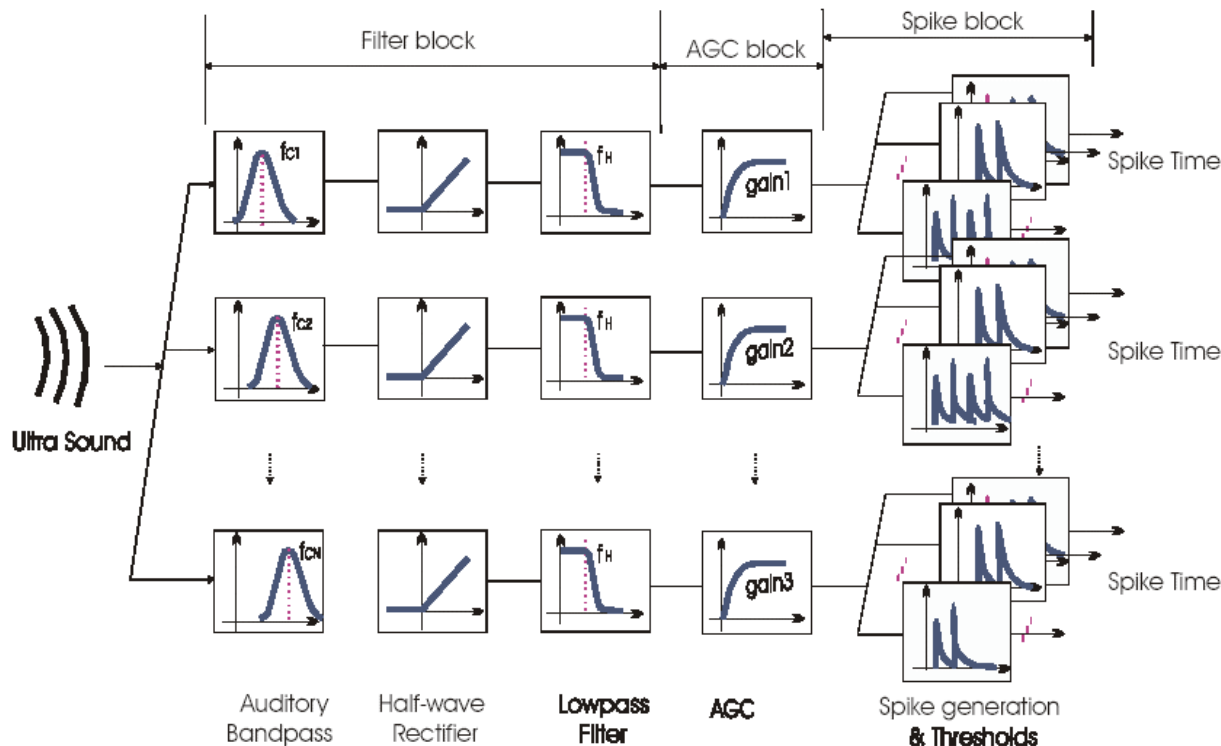 Filter block
AGC block
Spike block
fC1
fH
gain1
Spike Time
fC2
fH
gain2
Spike Time
Ultra Sound
fCN
fH
gain3
Spike Time
Auditory
Bandpass
Half-wave
Rectifier
Lowpass
Filter
AGC
Spike generation
& Thresholds